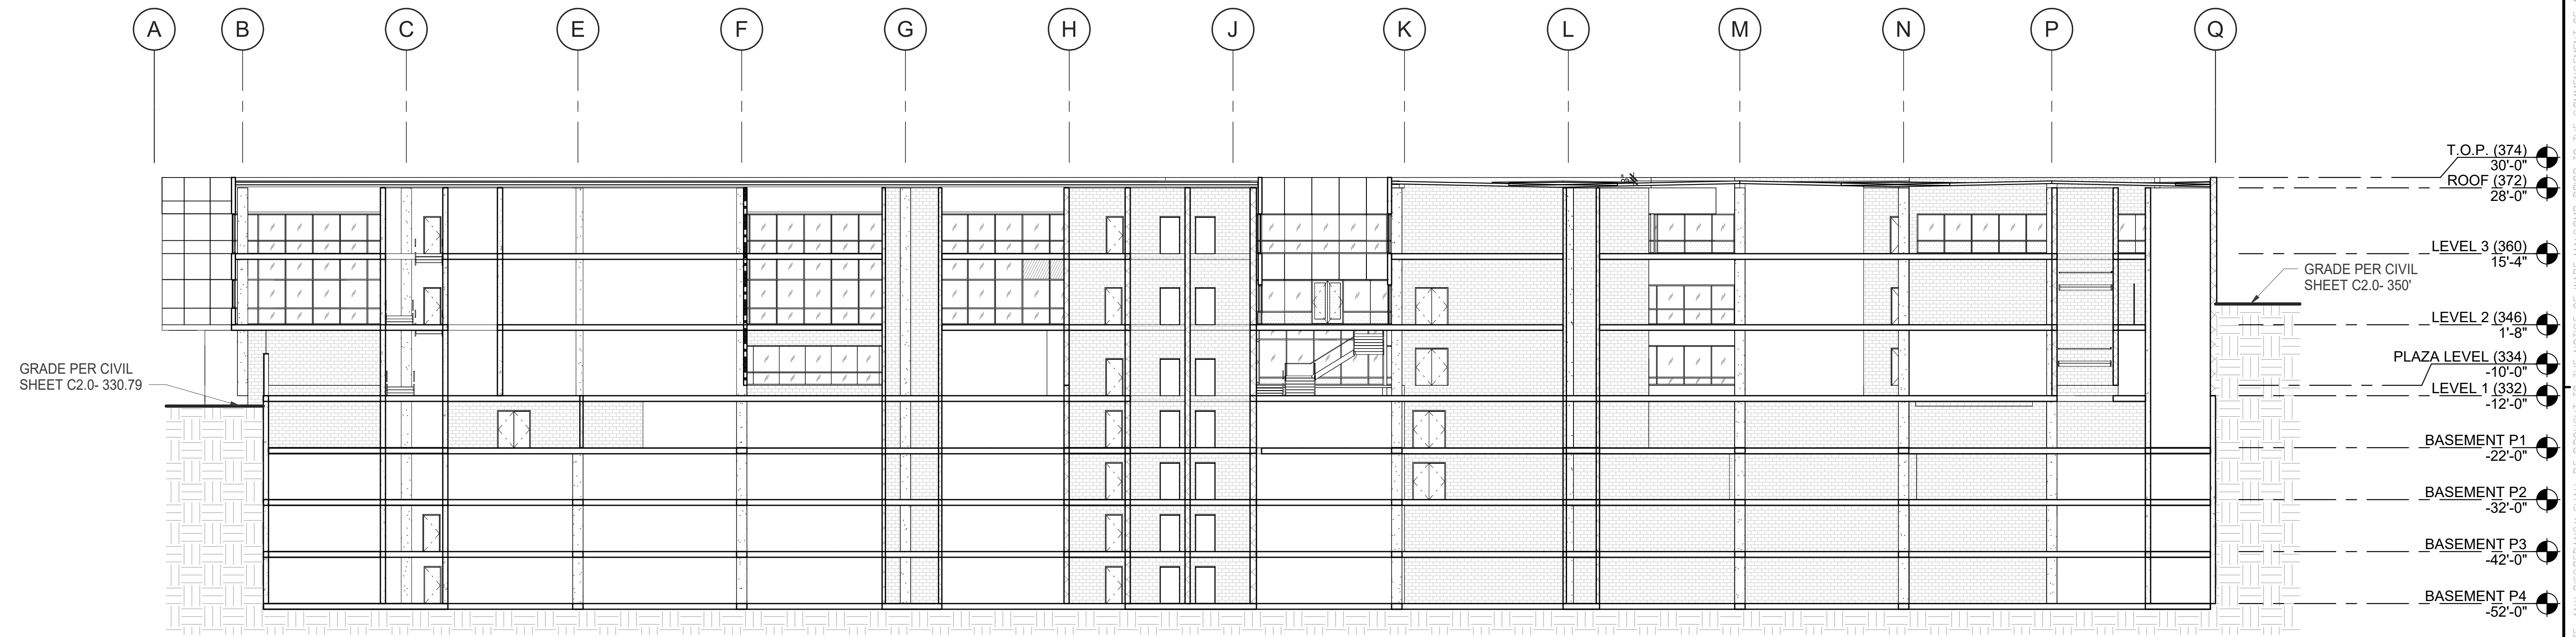 A
B
C
E
F
G
H
J
K
L
M
N
P
Q
T.O.P. (374)
30'-0"
ROOF (372)
28'-0"
LEVEL 3 (360)
15'-4"
GRADE PER CIVIL
SHEET C2.0- 350'
LEVEL 2 (346)
1'-8"
PLAZA LEVEL (334)
-10'-0"
GRADE PER CIVIL
SHEET C2.0- 330.79
LEVEL 1 (332)
-12'-0"
BASEMENT P1
-22'-0"
BASEMENT P2
-32'-0"
BASEMENT P3
-42'-0"
BASEMENT P4
-52'-0"